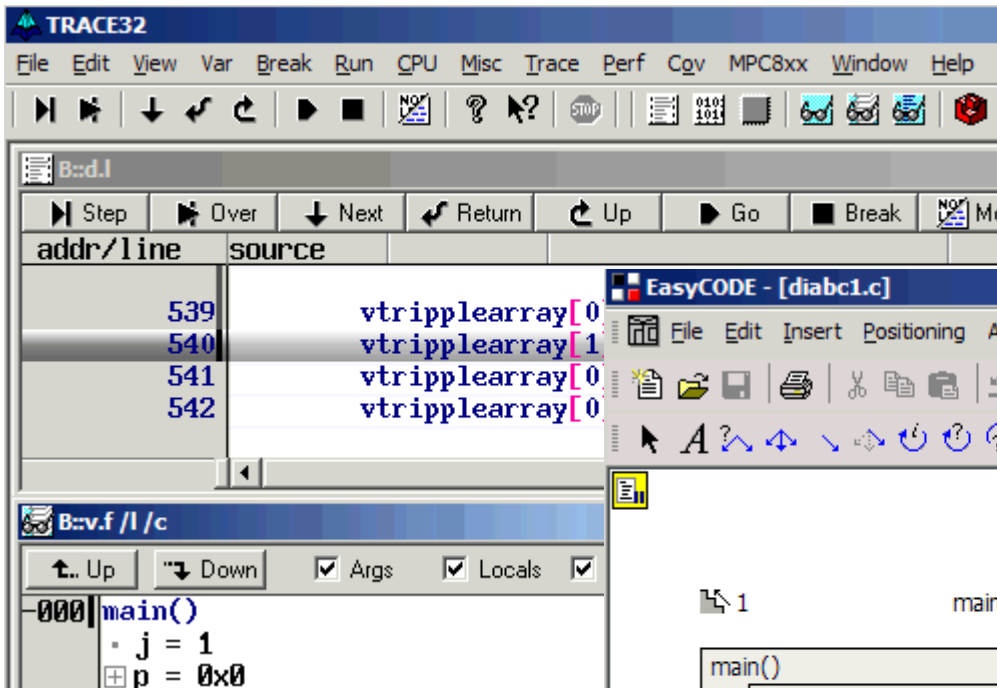 TRACE32
File Edit View Var Break Run CPU Misc Trace Perf Cov MPC8xx Window Help
B::d.l
Step Over Next Return Up Go Break
addr/line source
539 vtripplearray[0
540 vtripplearray[1
541 vtripplearray[0
542 vtripplearray[0
B::v.f /l /c
Up Down Args Locals
-000 main()
j = 1
p = 0x0
EasyCODE - [diabc1.c]
File Edit Insert Positioning
1 main
main()